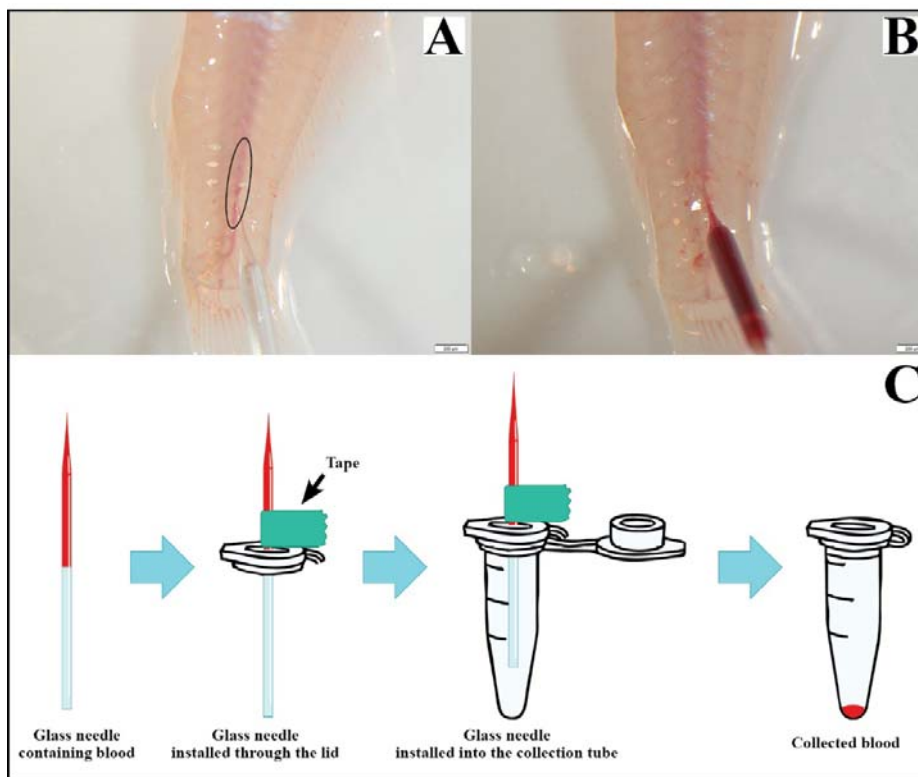 A
B
C
Tape
Glass needle
containing blood
Glass needle
installed through the lid
Glass needle
installed into the collection tube
Collected blood